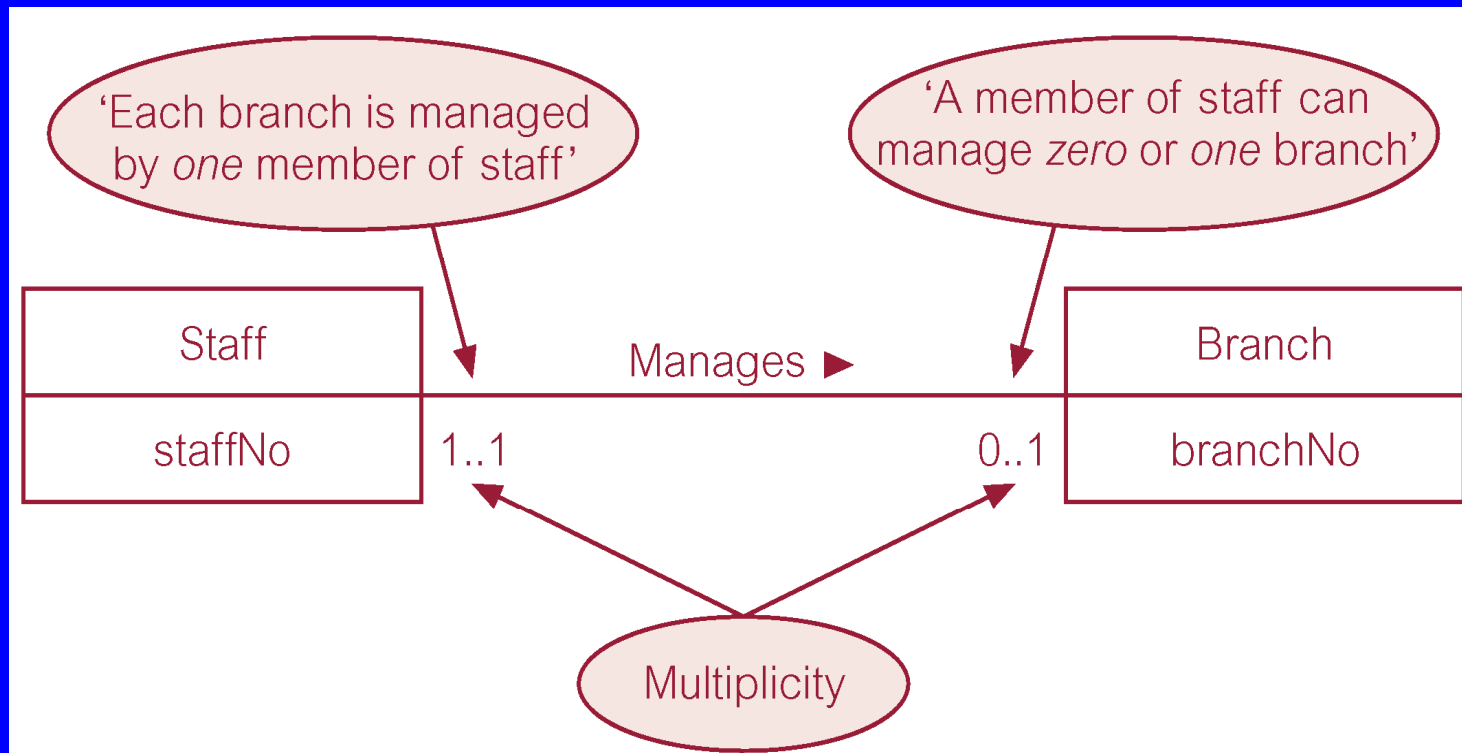 ‘Each branch is managed
by one member of staff’
‘A member of staff can
manage zero or one branch’
Staff
Manages ►
Branch
staffNo
1..1
0..1
branchNo
Multiplicity